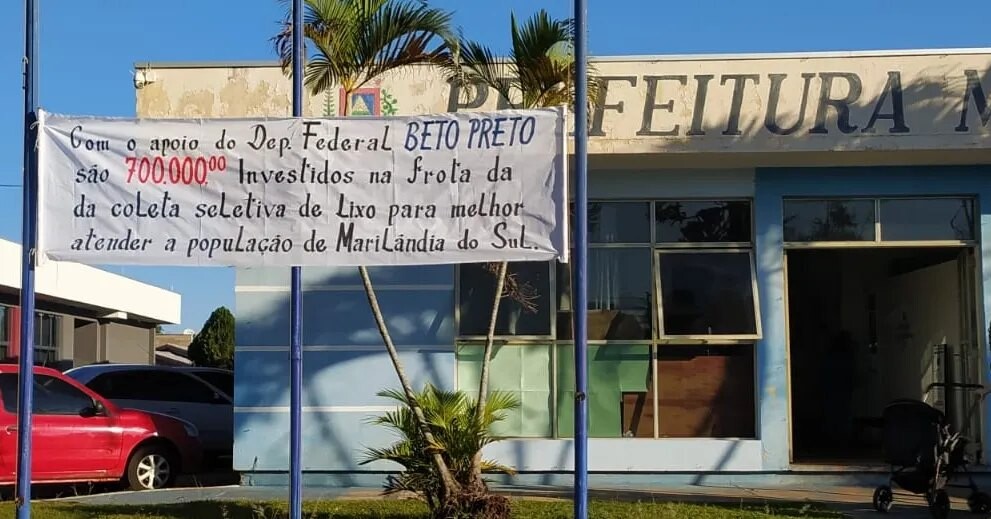 PREFEITURA M
Com o apoio do Dep. Federal BETO PRETO
são 700.000,00 Investidos na frota da
da coleta seletiva de Lixo para melhor
atender a população de Marilândia do Sul.